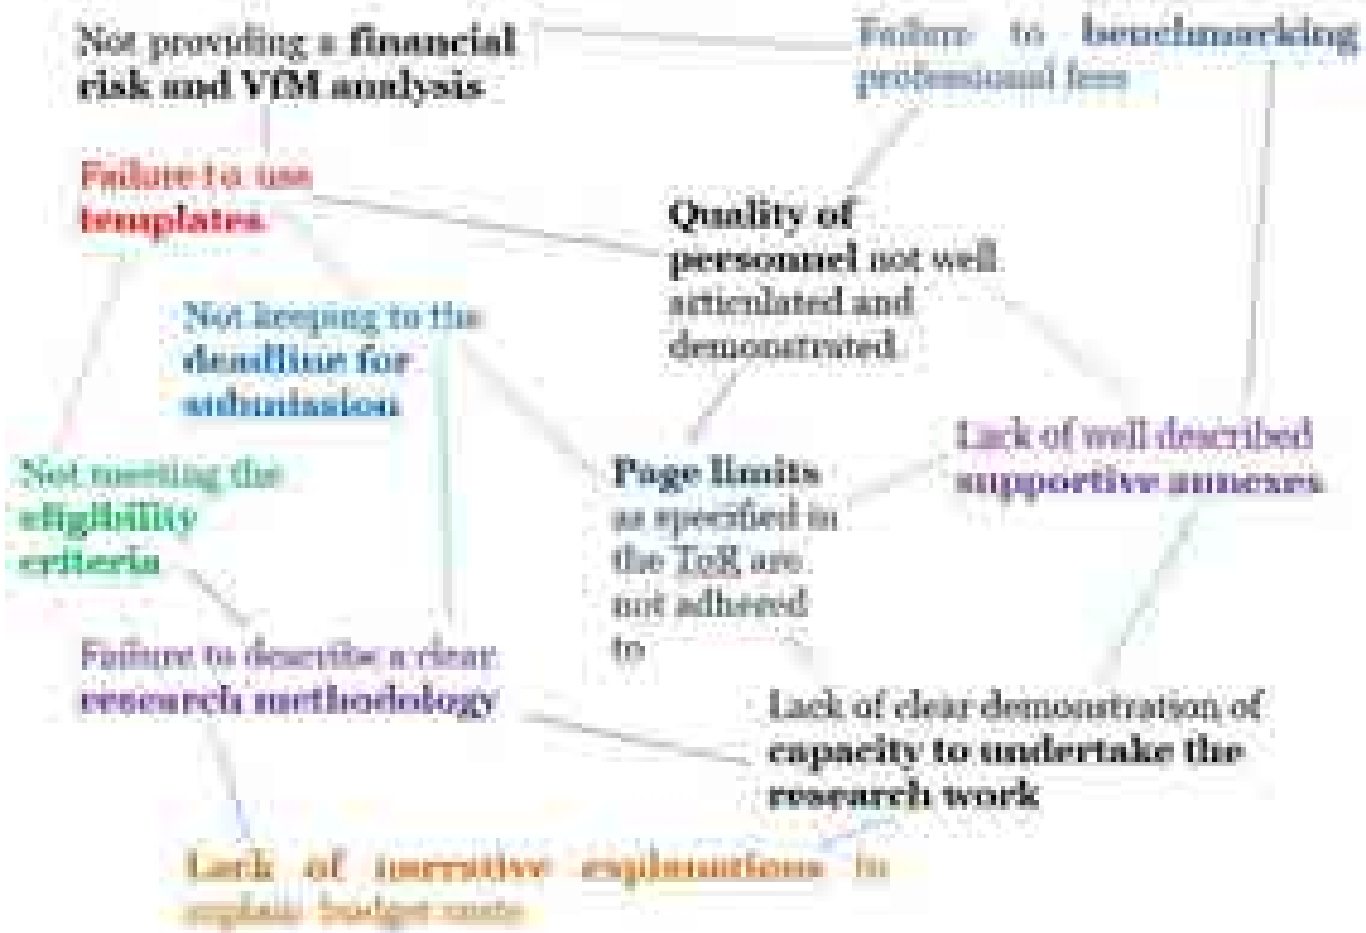 Not providing a financial
risk and VfM analysis
Failure to benchmarking
professional fees
Failure to use
templates
Quality of
personnel not well
articulated and
demonstrated.
Not keeping to the
deadline for
submission
Lack of well described
supportive annexes
Not meeting the
eligibility
criteria
Page limits
as specified in
the ToR are
not adhered
to
Failure to describe a clear
research methodology
Lack of clear demonstration of
capacity to undertake the
research work
Lack of narrative explanations to
explain budget costs